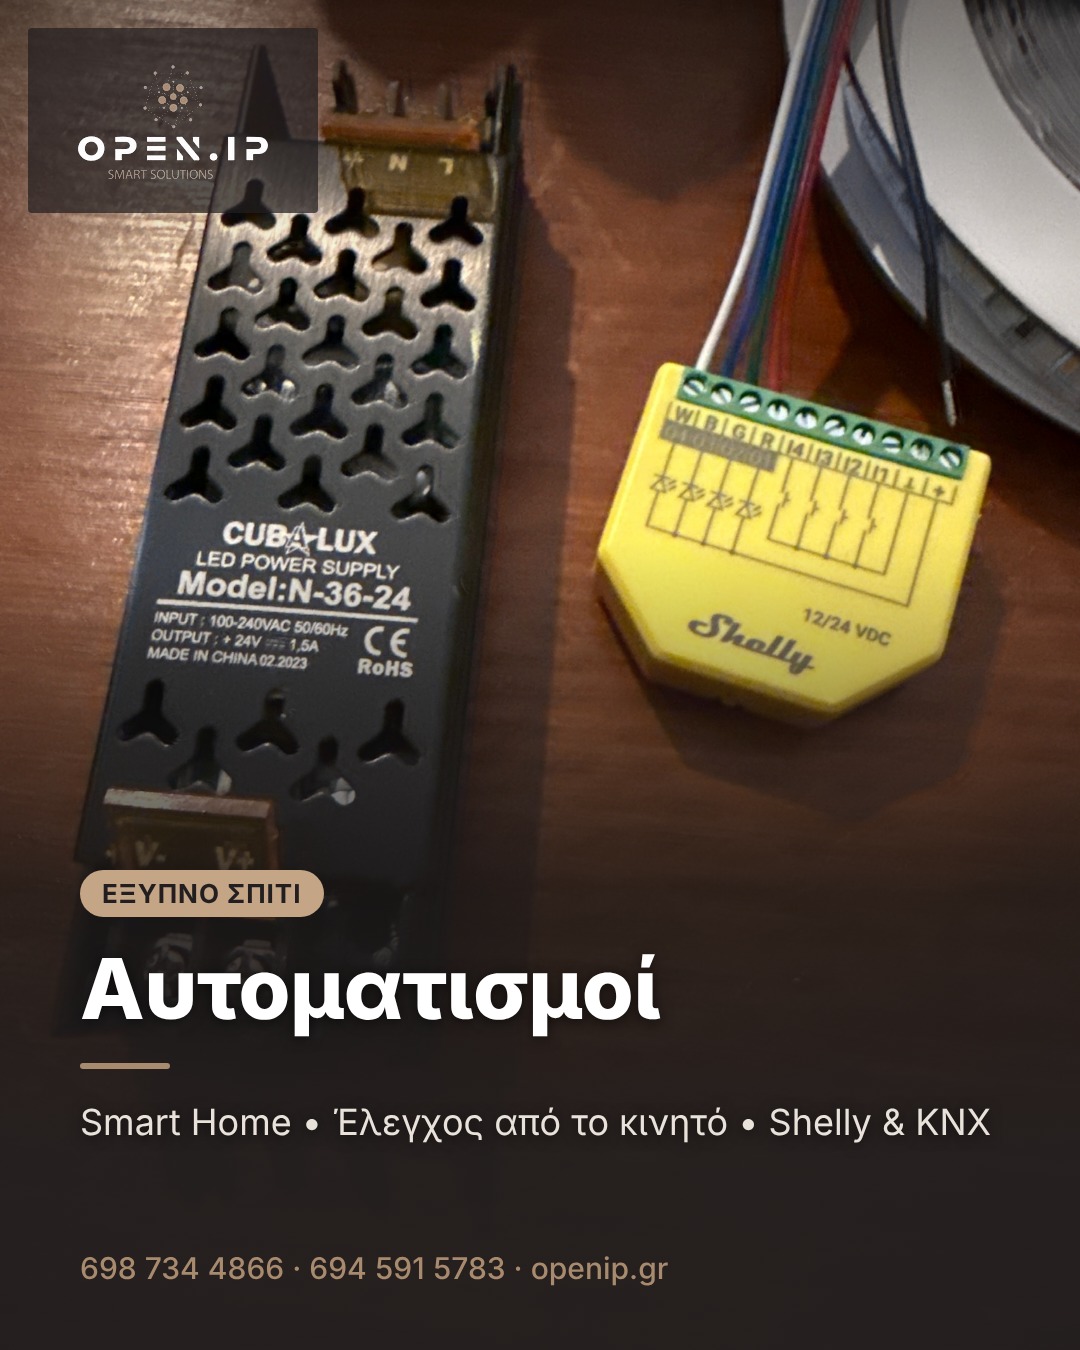 OPEN.IP
SMART SOLUTIONS
N L
W B G R I4 I3 I2 I1 ⊥ +
CUBALUX
LED POWER SUPPLY
Model:N-36-24
INPUT : 100-240VAC 50/60Hz
OUTPUT : + 24V ⎓ 1,5A
MADE IN CHINA 02.2023
CE
RoHS
12/24 VDC
Shelly
V- V+
ΕΞΥΠΝΟ ΣΠΙΤΙ
Αυτοματισμοί
Smart Home • Έλεγχος από το κινητό • Shelly & KNX
698 734 4866 · 694 591 5783 · openip.gr